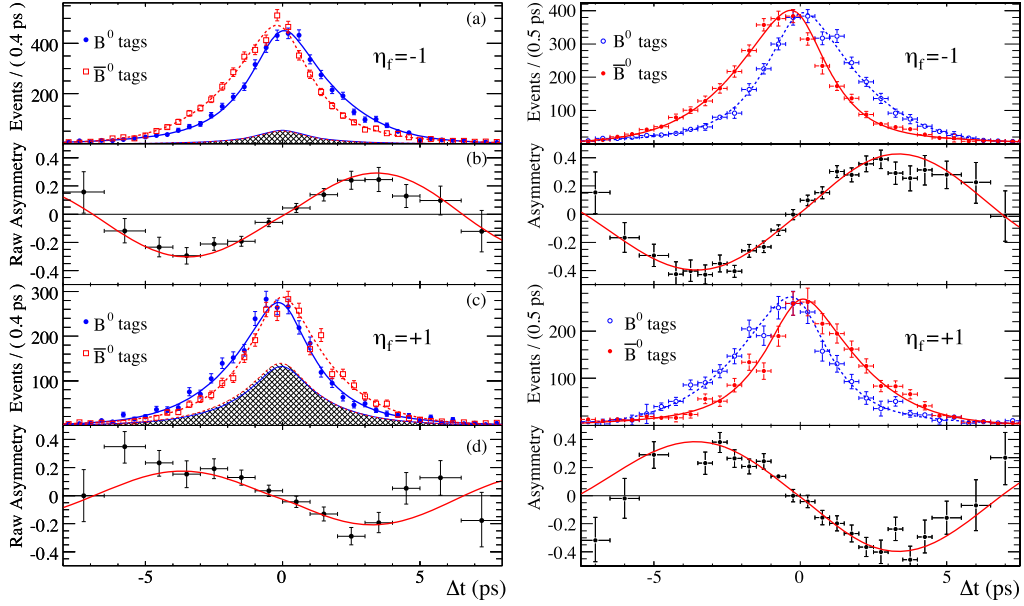 Events / ( 0.4 ps )
400
200
(a)
B⁰ tags
B̅⁰ tags
η_f=-1
Raw Asymmetry
0.4
0.2
0
-0.2
-0.4
(b)
Events / ( 0.4 ps )
300
200
100
(c)
B⁰ tags
B̅⁰ tags
η_f=+1
Raw Asymmetry
0.4
0.2
0
-0.2
-0.4
(d)
-5
0
5
Δt (ps)
Events / (0.5 ps)
400
300
200
100
B⁰ tags
B̅⁰ tags
η_f=-1
Asymmetry
0.4
0.2
0
-0.2
-0.4
Events / (0.5 ps)
200
100
B⁰ tags
B̅⁰ tags
η_f=+1
Asymmetry
0.4
0.2
0
-0.2
-0.4
-5
0
5
Δt (ps)